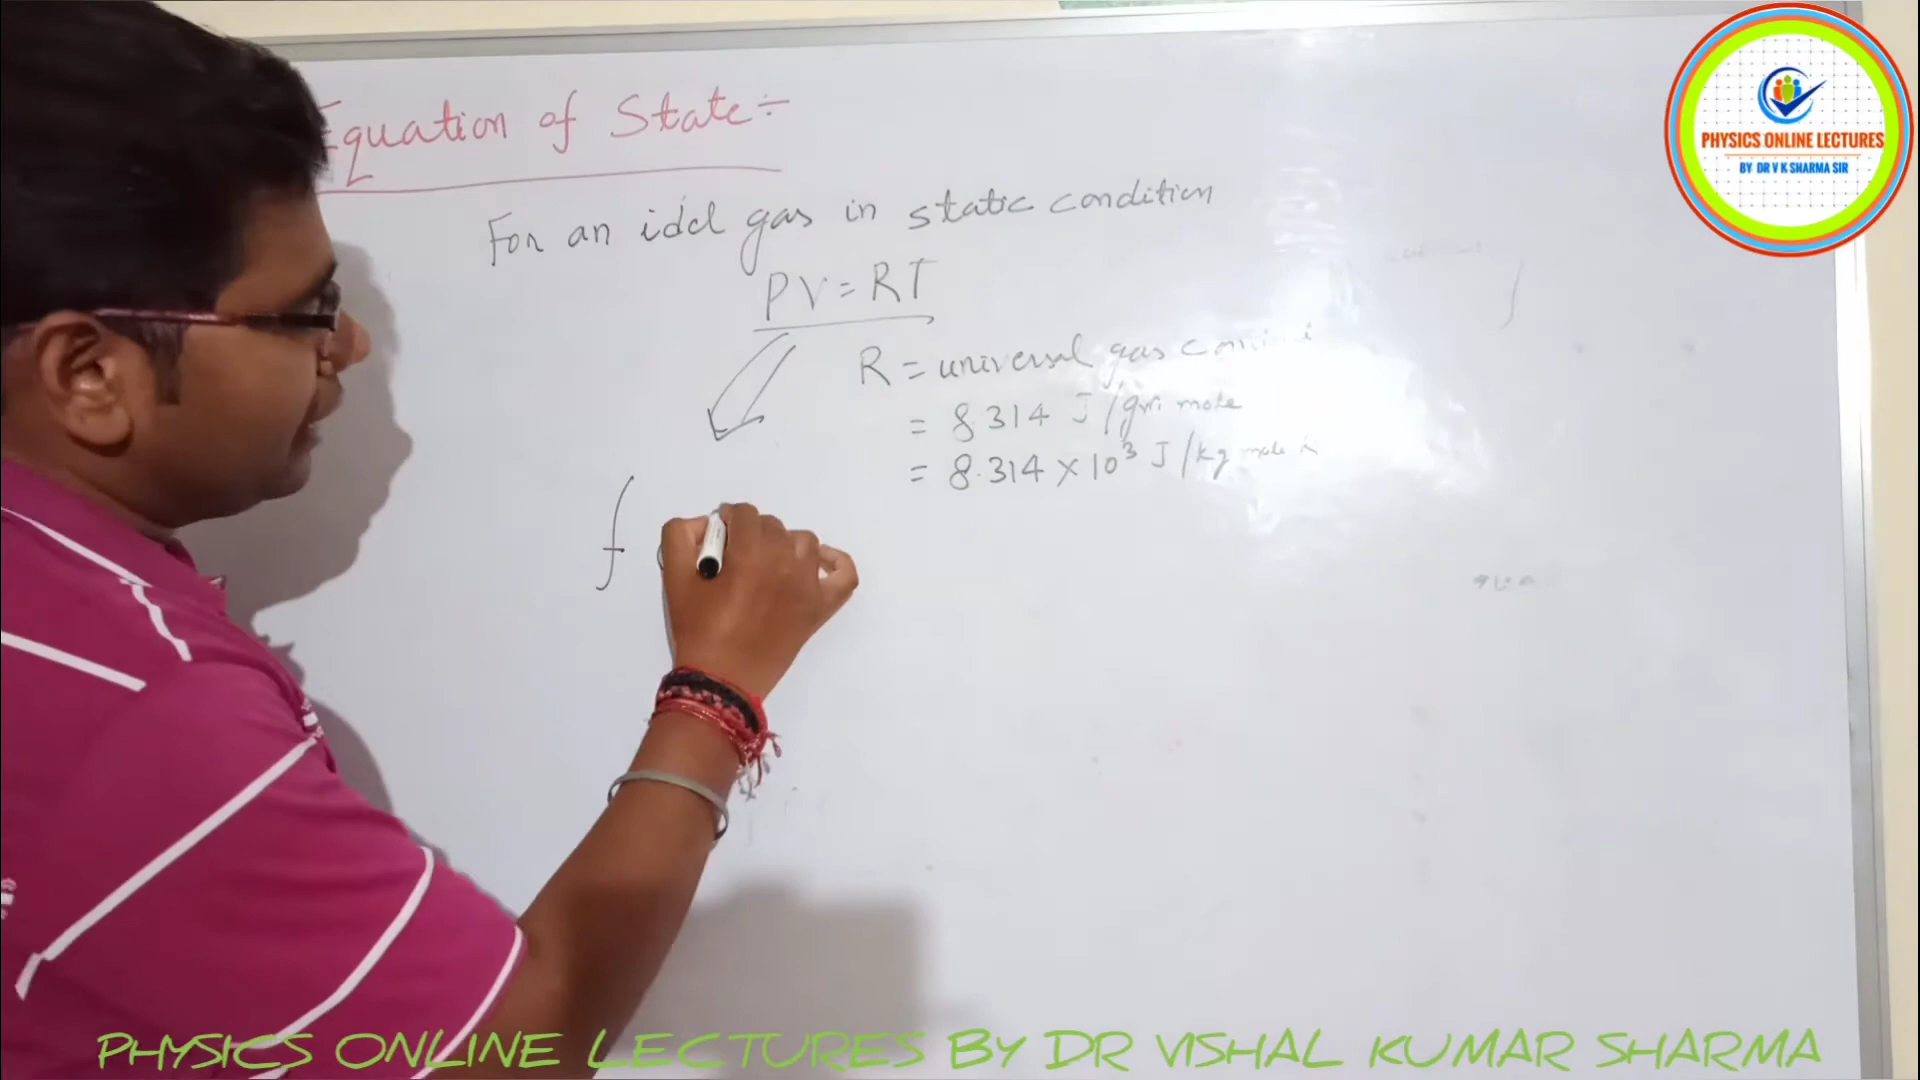 Equation of State ÷
For an idel gas in static condition
PV = RT
R = universal gas
= 8.314 J/gm mole
= 8.314 × 10³ J/kg mole K
f
PHYSICS ONLINE LECTURES
BY DR V K SHARMA SIR
PHYSICS ONLINE LECTURES BY DR VISHAL KUMAR SHARMA